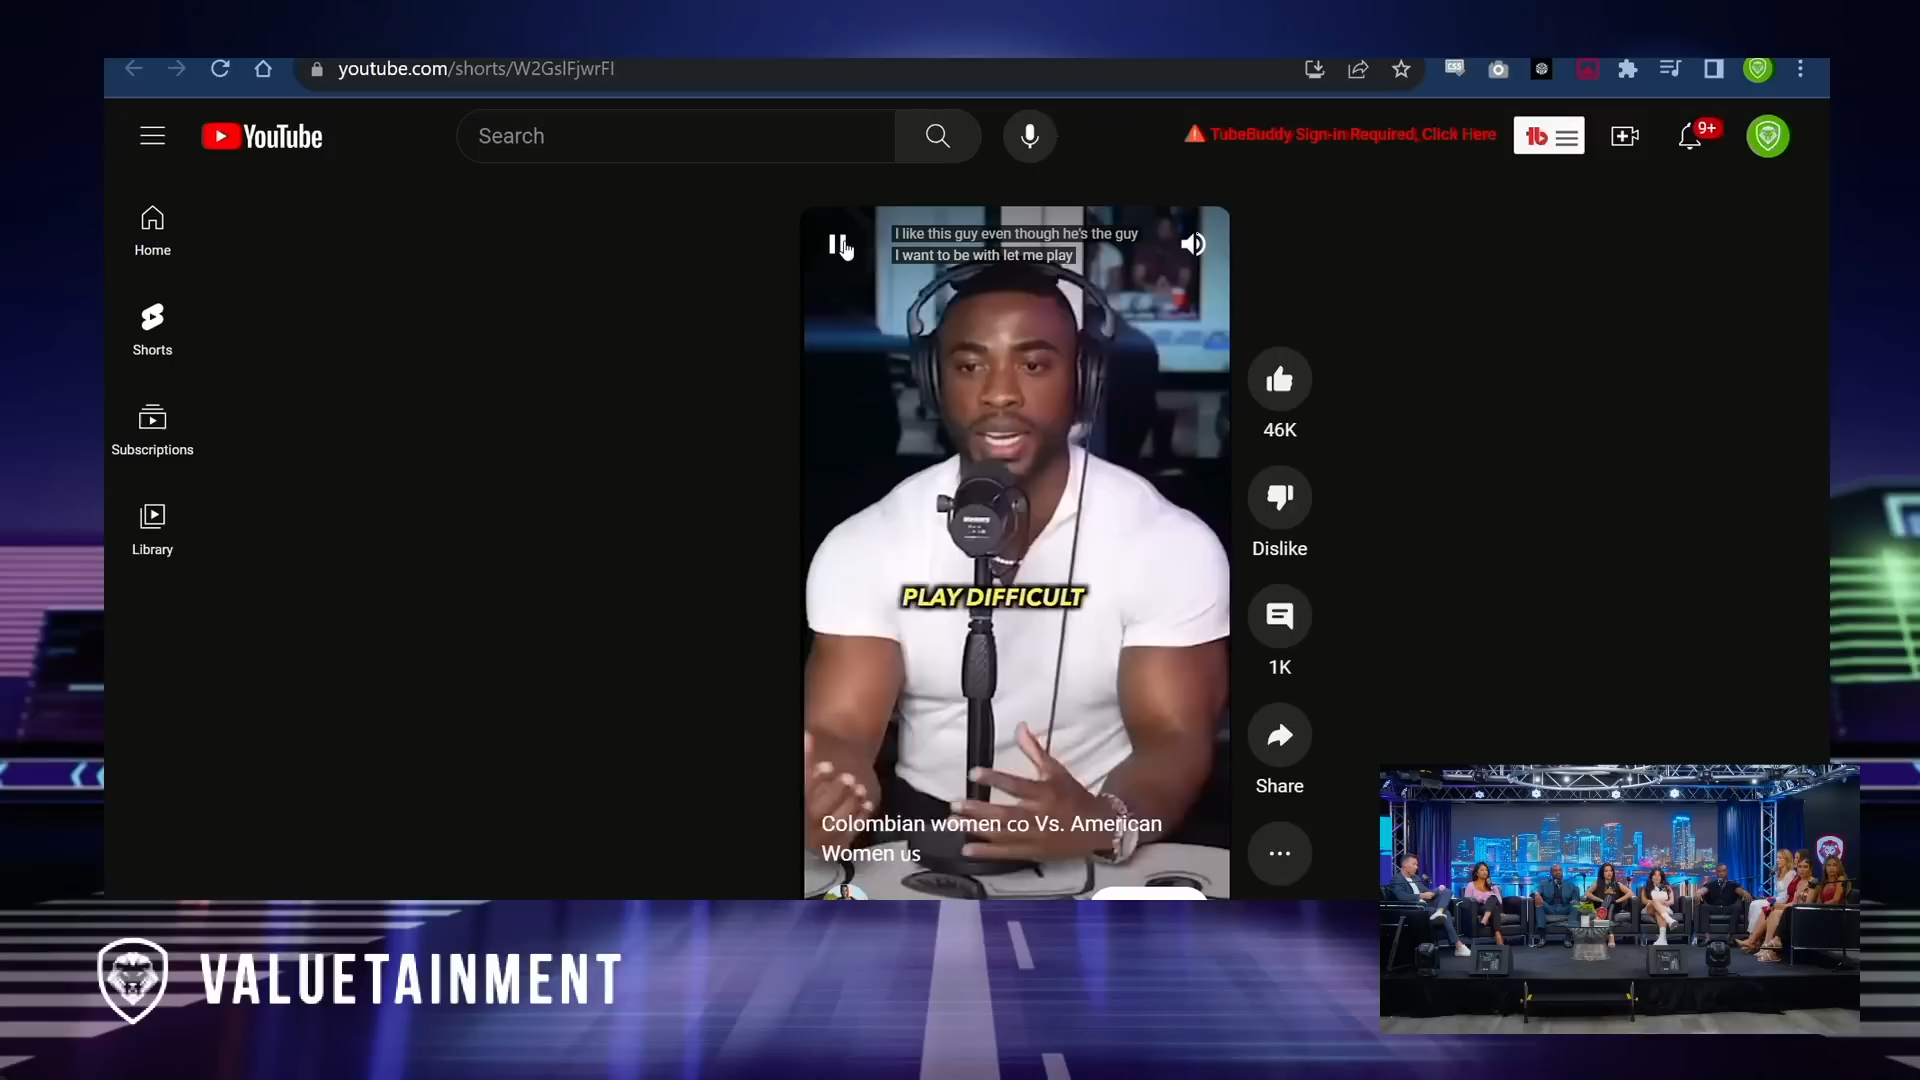 youtube.com/shorts/W2GslFjwrFI
CSS
YouTube
Search
TubeBuddy Sign-in Required, Click Here
tb
9+
Home
Shorts
Subscriptions
Library
I like this guy even though he's the guy
I want to be with let me play
PLAY DIFFICULT
Colombian women co Vs. American
Women us
46K
Dislike
1K
Share
VALUETAINMENT